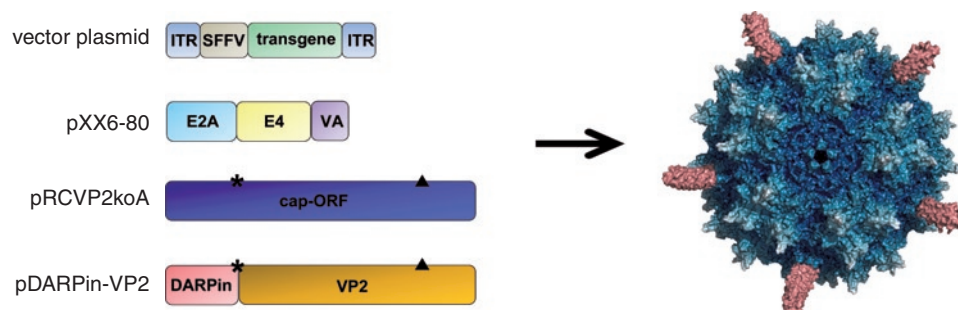 vector plasmid
ITR SFFV transgene ITR
pXX6-80
E2A E4 VA
pRCVP2koA
*
cap-ORF
pDARPin-VP2
*
DARPin VP2